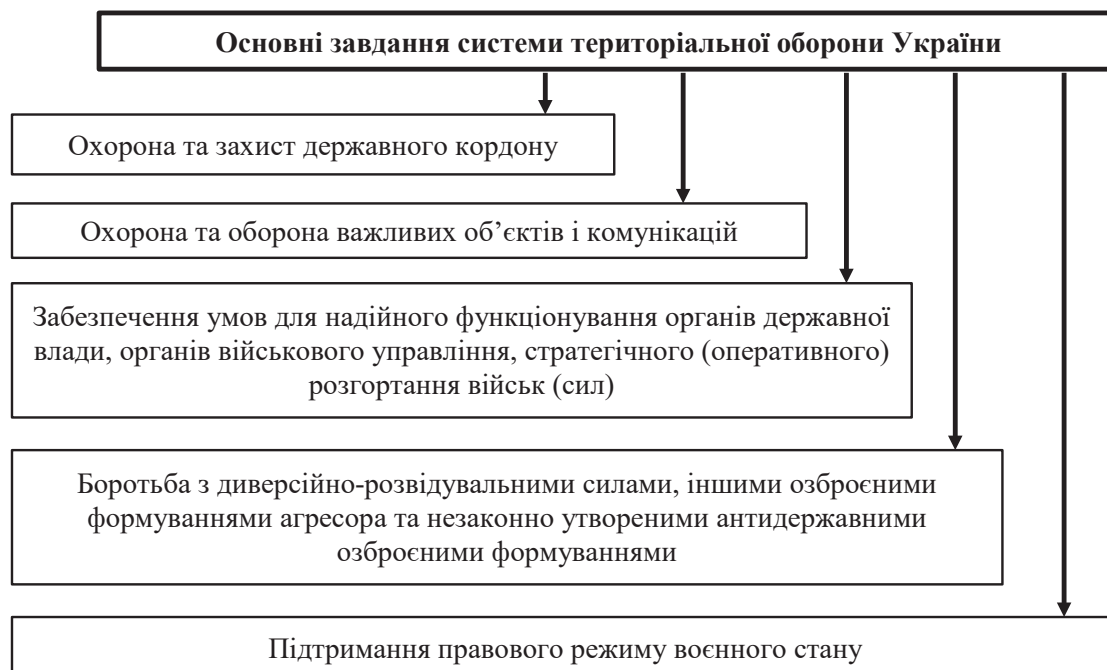 Основні завдання системи територіальної оборони України
Охорона та захист державного кордону
Охорона та оборона важливих об’єктів і комунікацій
Забезпечення умов для надійного функціонування органів державної
влади, органів військового управління, стратегічного (оперативного)
розгортання військ (сил)
Боротьба з диверсійно-розвідувальними силами, іншими озброєними
формуваннями агресора та незаконно утвореними антидержавними
озброєними формуваннями
Підтримання правового режиму воєнного стану